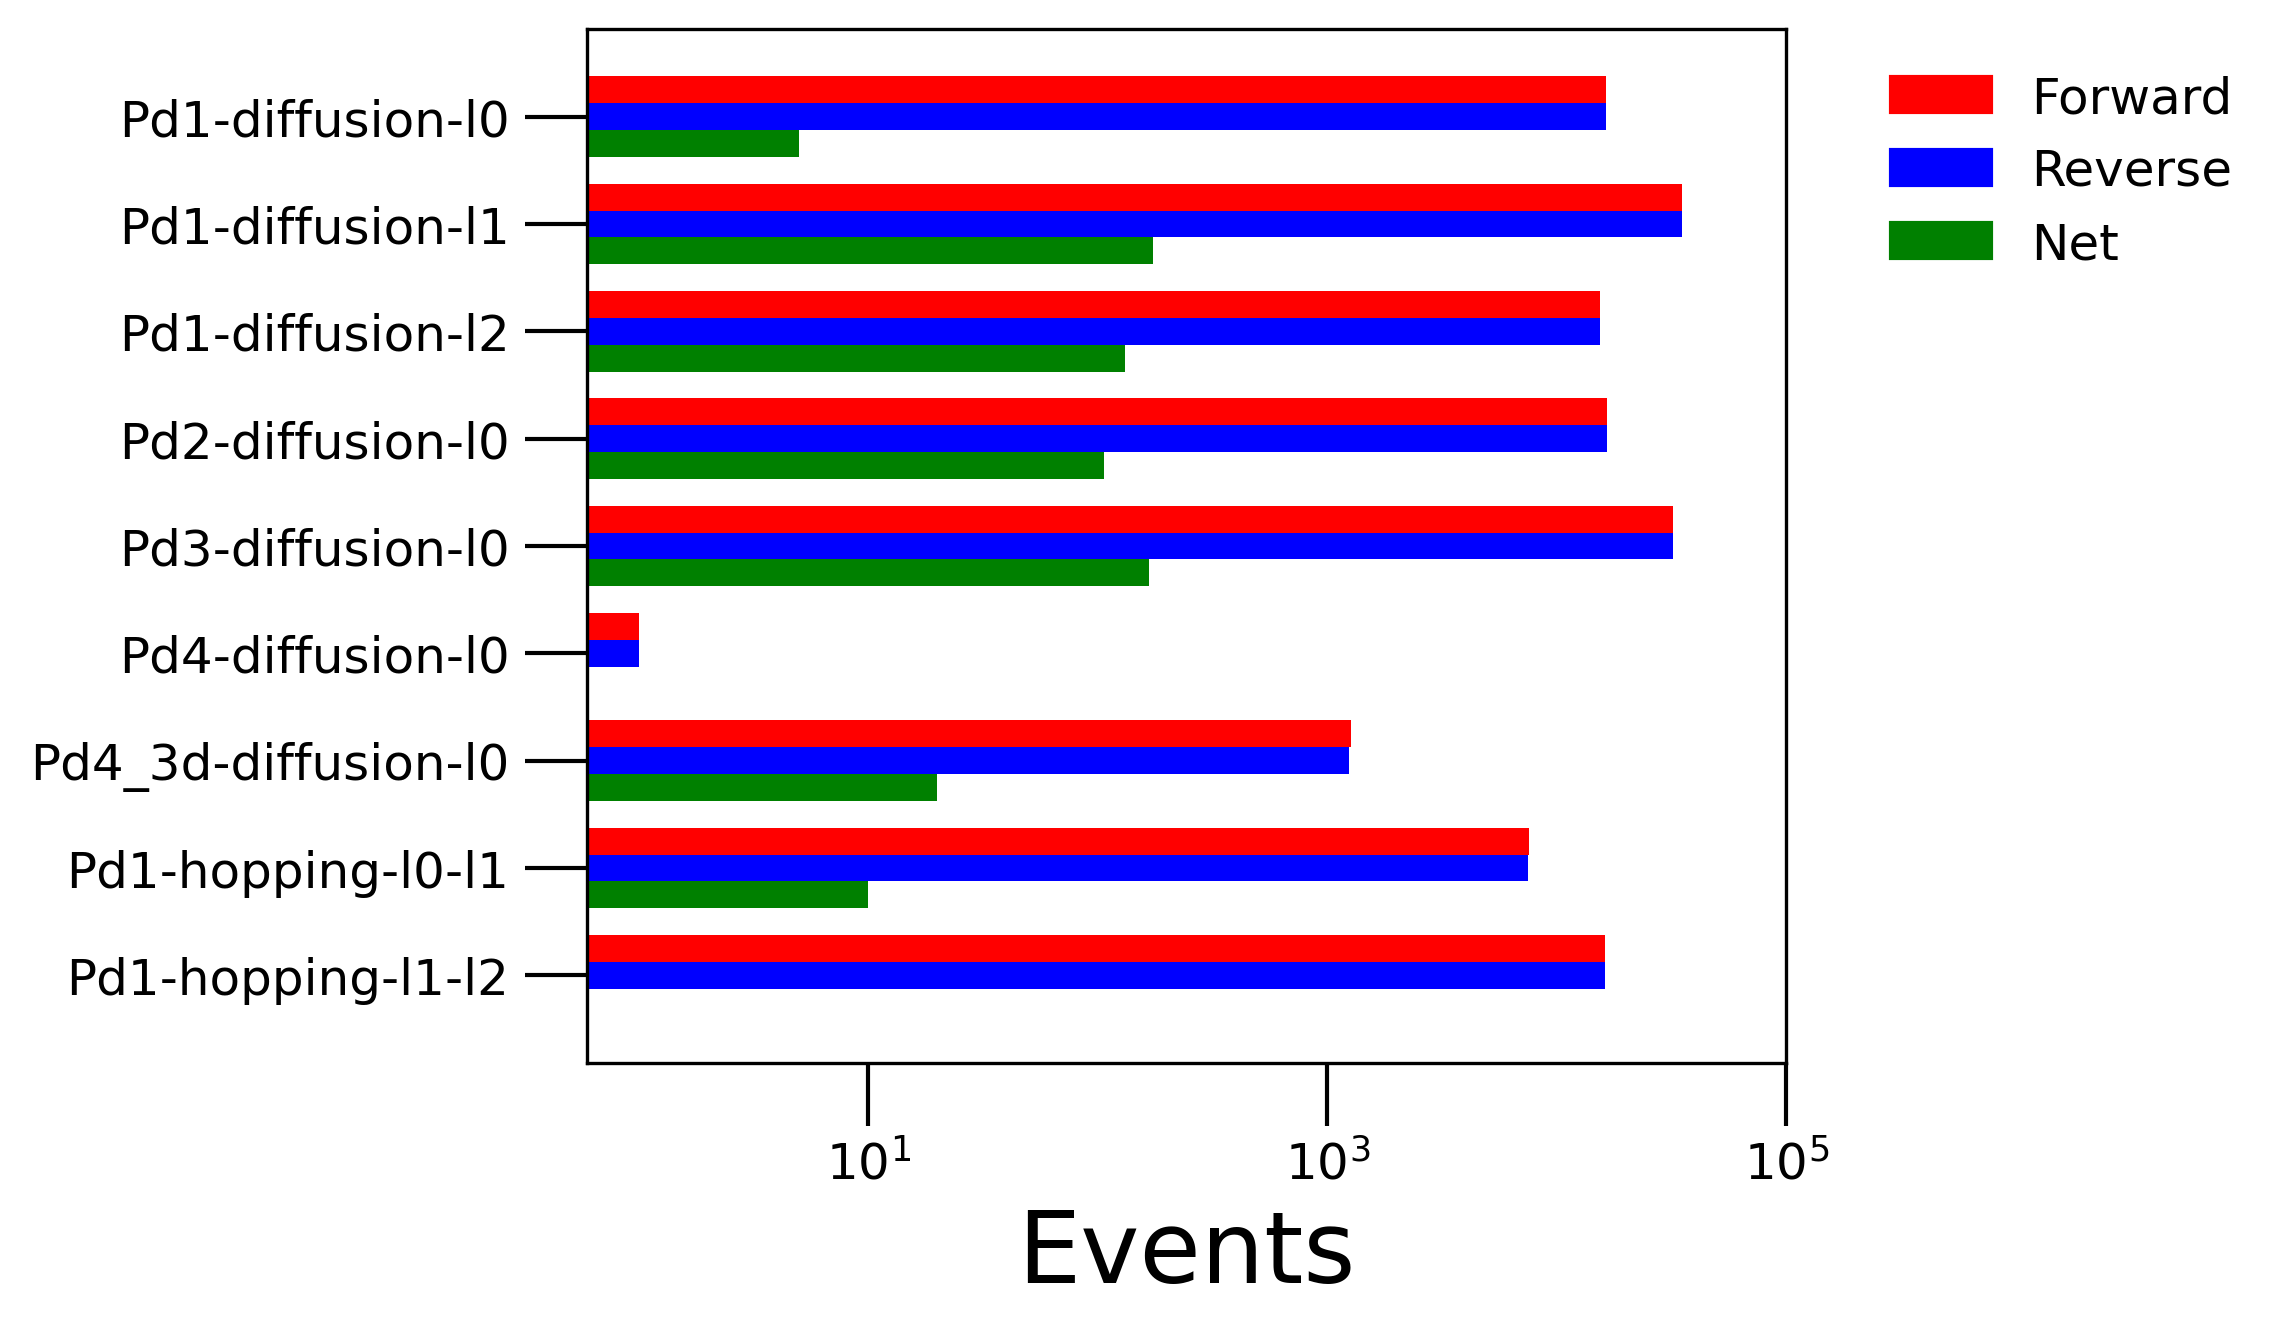 Pd1-diffusion-l0
Pd1-diffusion-l1
Pd1-diffusion-l2
Pd2-diffusion-l0
Pd3-diffusion-l0
Pd4-diffusion-l0
Pd4_3d-diffusion-l0
Pd1-hopping-l0-l1
Pd1-hopping-l1-l2
10¹ 10³ 10⁵
Events
Forward
Reverse
Net